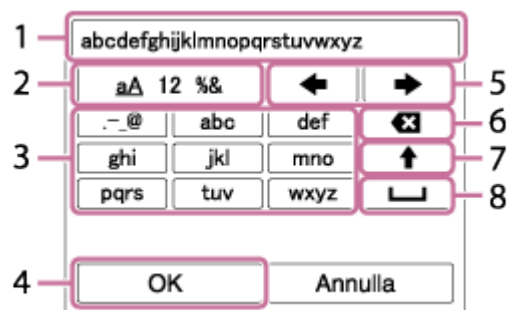 1 abcdefghijklmnopqrstuvwxyz
2 aA 12 %& 5
.-_@ abc def 6
3 ghi jkl mno 7
pqrs tuv wxyz 8
4 OK Annulla